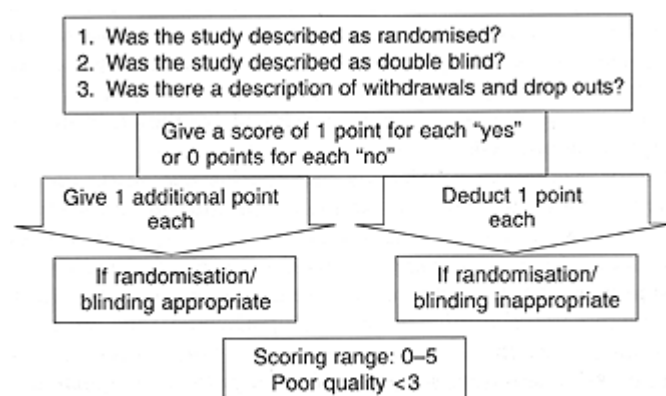 1. Was the study described as randomised?
2. Was the study described as double blind?
3. Was there a description of withdrawals and drop outs?
Give a score of 1 point for each “yes”
or 0 points for each “no”
Give 1 additional point
each
Deduct 1 point
each
If randomisation/
blinding appropriate
If randomisation/
blinding inappropriate
Scoring range: 0–5
Poor quality <3